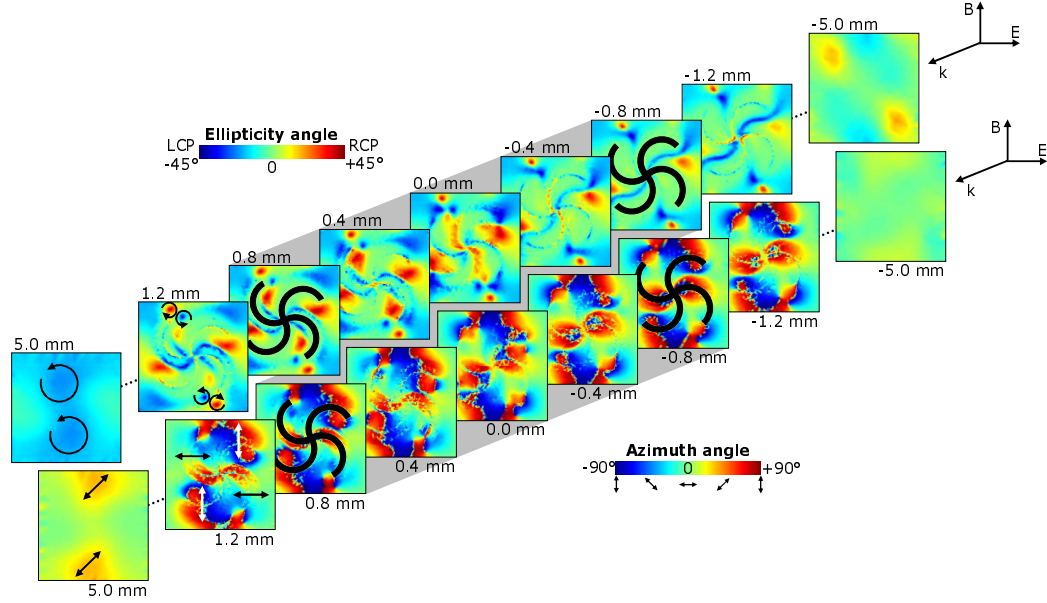 B
-5.0 mm
E
k
-1.2 mm
-0.8 mm
Ellipticity angle
LCP
RCP
-45°
0
+45°
-0.4 mm
0.0 mm
0.4 mm
0.8 mm
1.2 mm
5.0 mm
B
E
k
-5.0 mm
-1.2 mm
-0.8 mm
-0.4 mm
0.0 mm
0.4 mm
0.8 mm
1.2 mm
5.0 mm
Azimuth angle
-90°
0
+90°